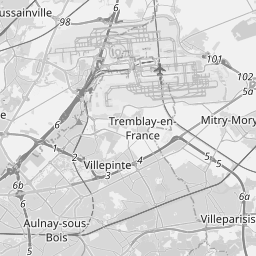 ussainville
98
101
102
5a
6
e
Tremblay-en-
France
Mitry-Mory
1
2
Villepinte
4
3
5
5
6
6b
6a
Aulnay-sous-
Bois
Villeparisis
5